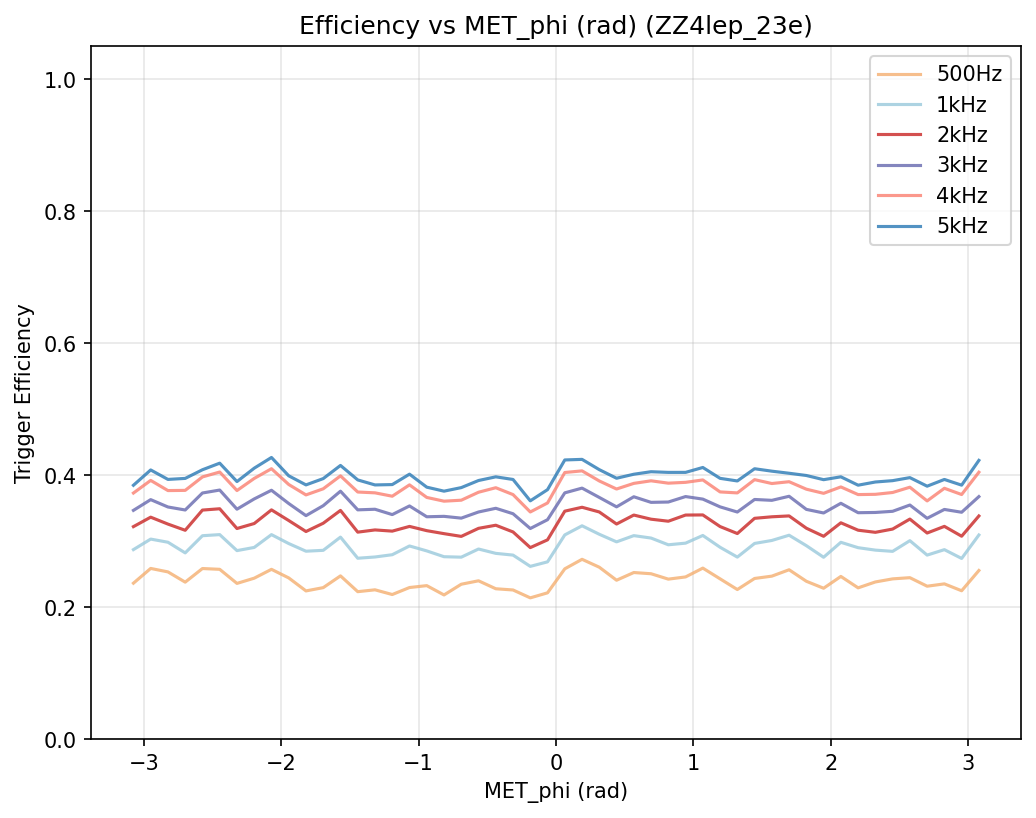 Efficiency vs MET_phi (rad) (ZZ4lep_23e)
500Hz
1kHz
2kHz
3kHz
4kHz
5kHz
Trigger Efficiency
1.0
0.8
0.6
0.4
0.2
0.0
−3
−2
−1
0
1
2
3
MET_phi (rad)